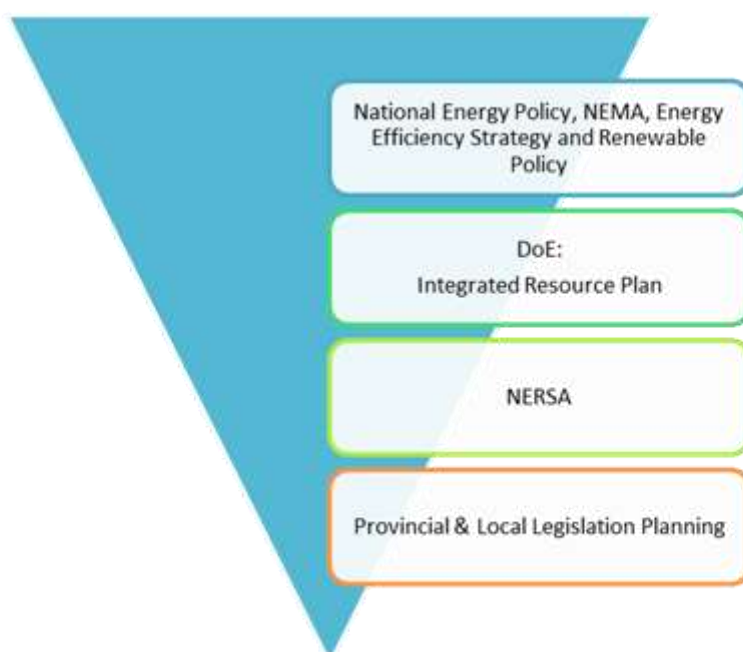 National Energy Policy, NEMA, Energy
Efficiency Strategy and Renewable
Policy
DoE:
Integrated Resource Plan
NERSA
Provincial & Local Legislation Planning